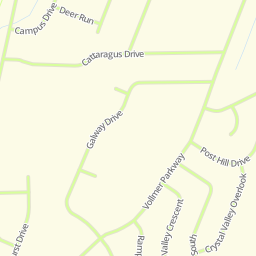 Campus Drive
Deer Run
Cattaragus Drive
Galway Drive
Vollmer Parkway
Post Hill Drive
Crystal Valley Overlook
Valley Crescent